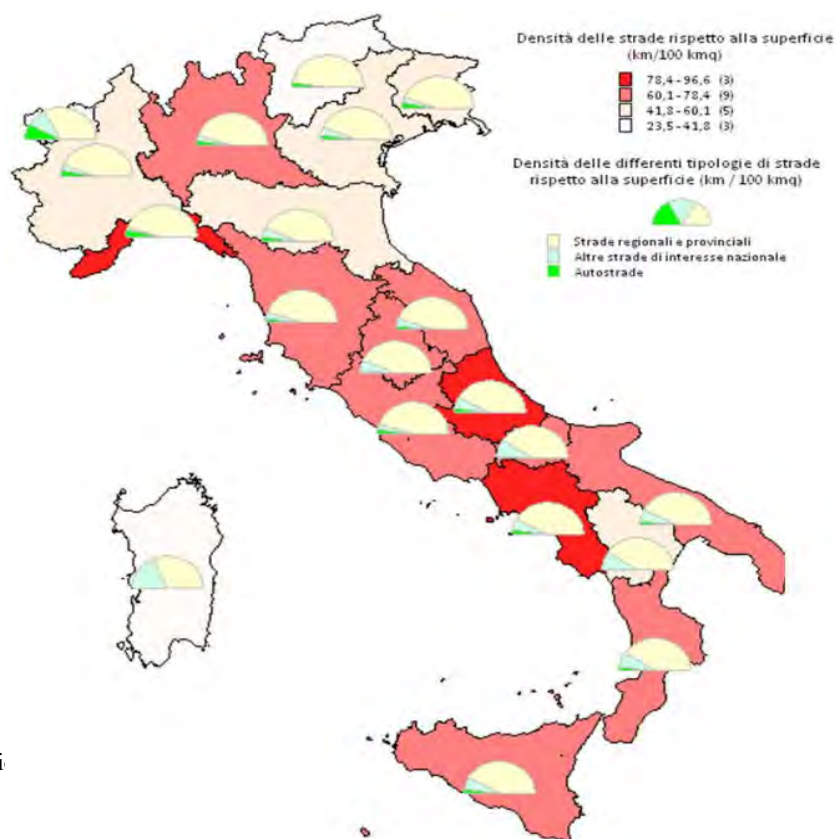 Densità delle strade rispetto alla superficie
(km/100 kmq)
78,4-96,6 (3)
60,1-78,4 (9)
41,8-60,1 (5)
23,5-41,8 (3)
Densità delle differenti tipologie di strade
rispetto alla superficie (km / 100 kmq)
Strade regionali e provinciali
Altre strade di interesse nazionale
Autostrade